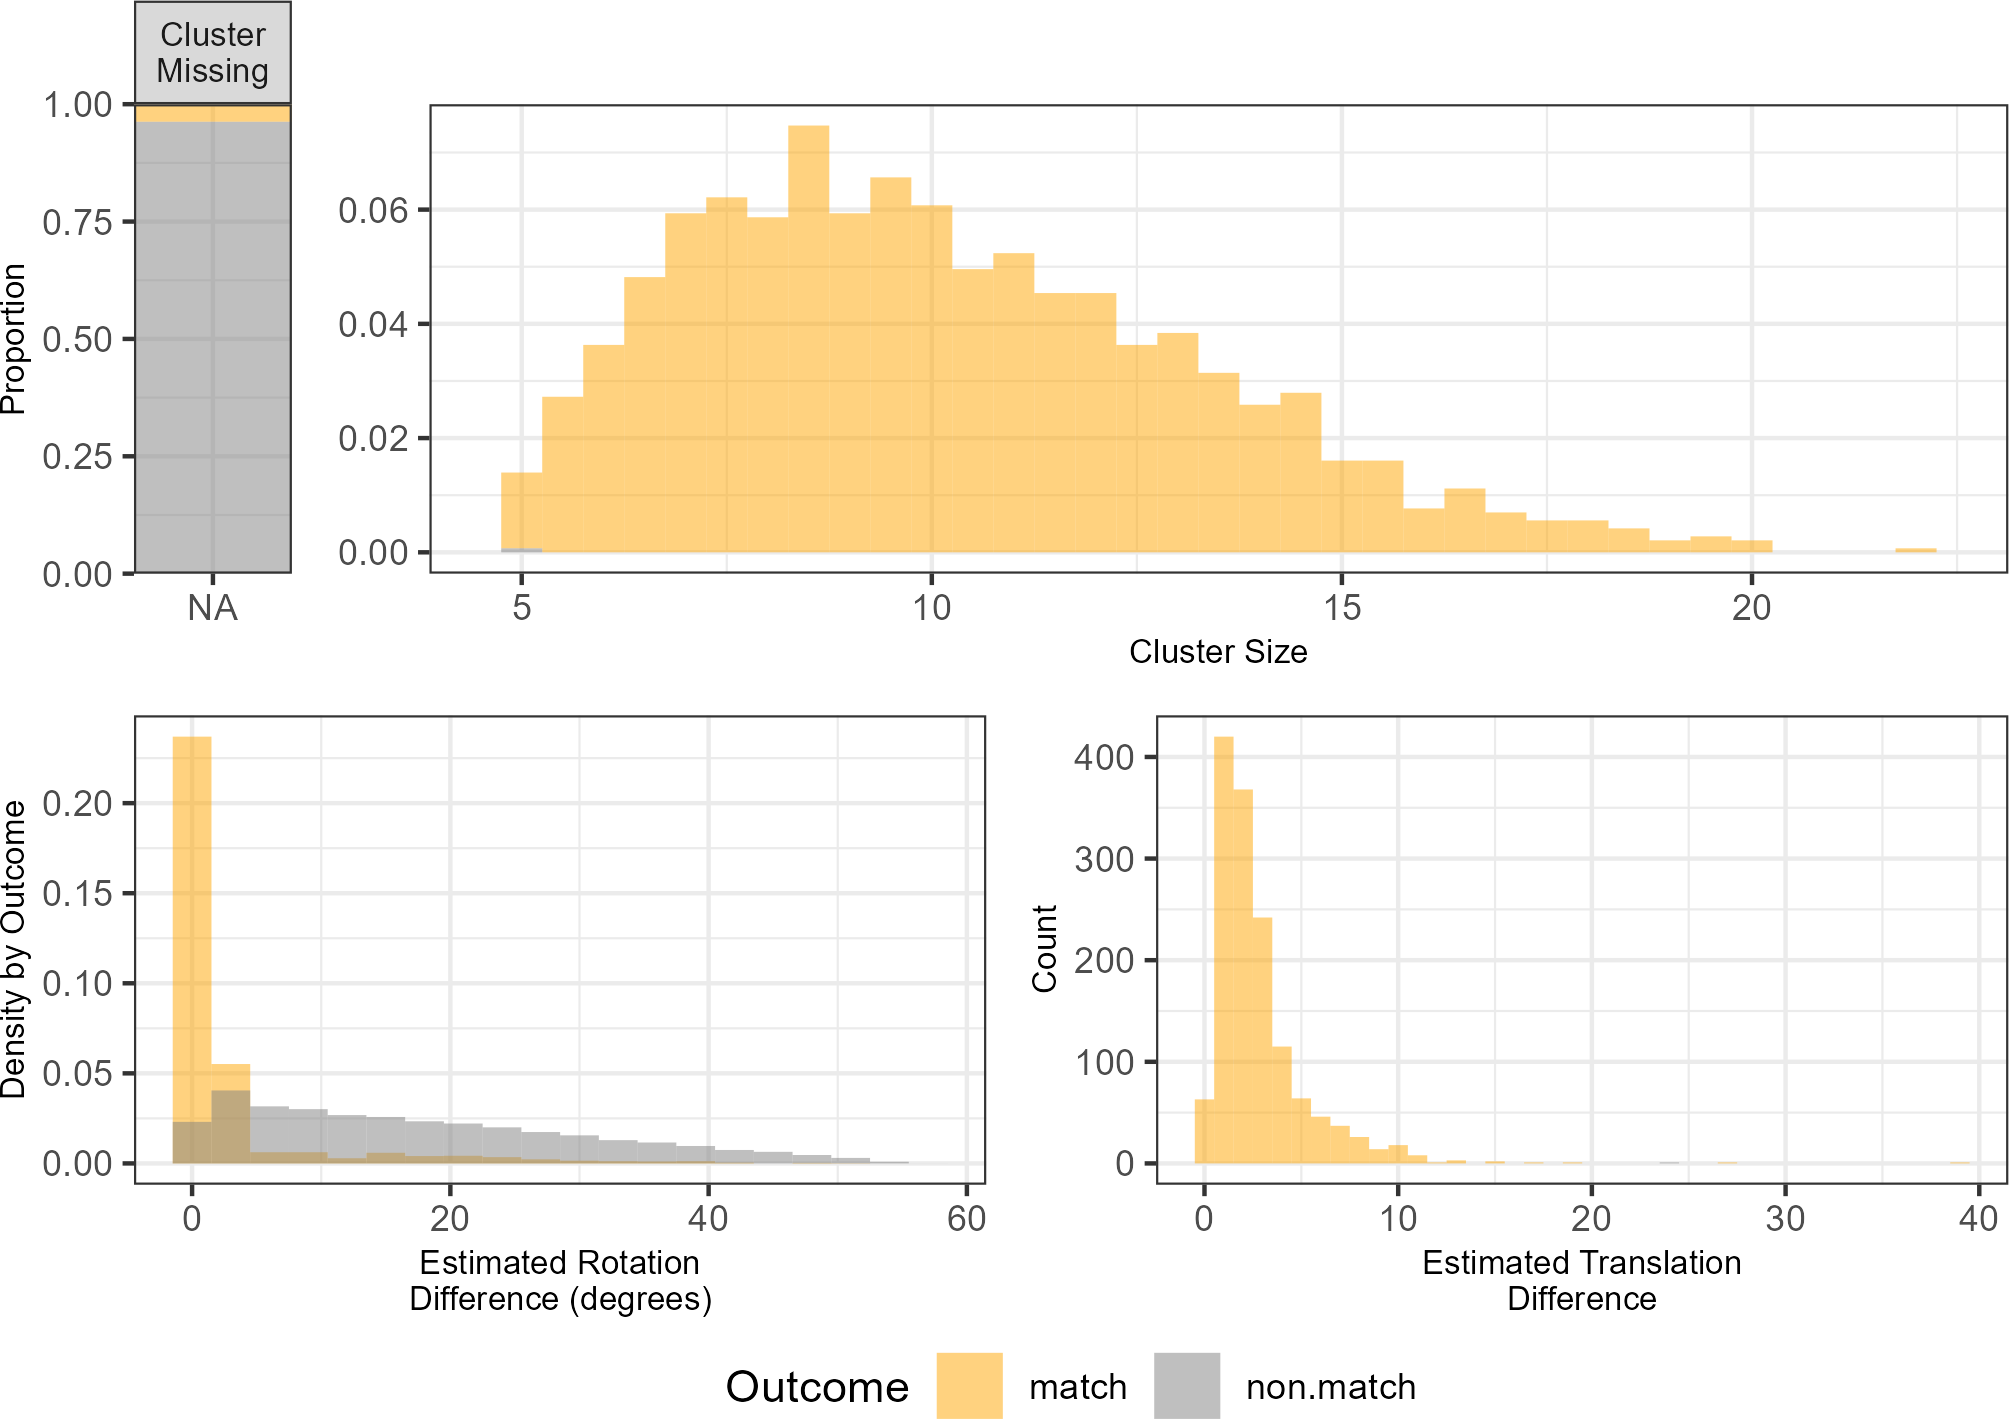 Cluster
Missing
Proportion
1.00
0.75
0.50
0.25
0.00
NA
0.06
0.04
0.02
0.00
5 10 15 20
Cluster Size
Density by Outcome
0.20
0.15
0.10
0.05
0.00
0 20 40 60
Estimated Rotation
Difference (degrees)
Count
400
300
200
100
0
0 10 20 30 40
Estimated Translation
Difference
Outcome match non.match